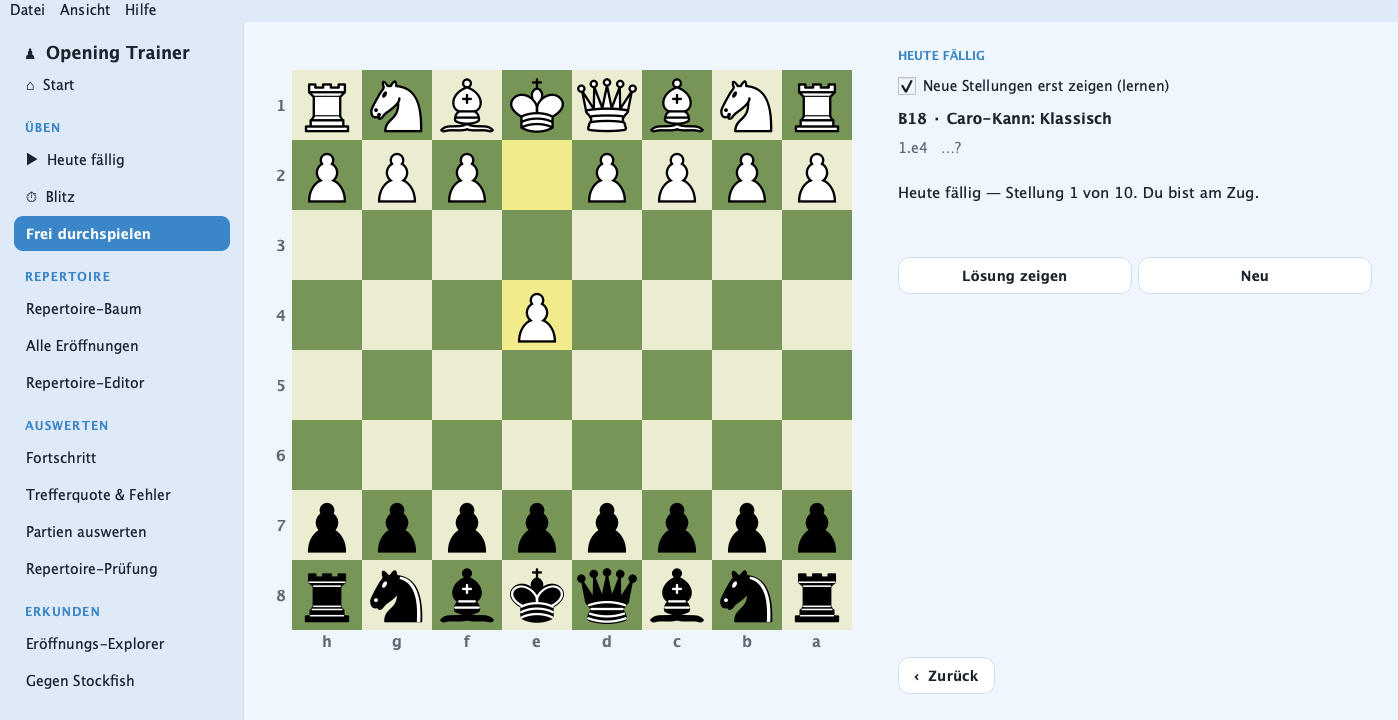 Datei Ansicht Hilfe
Opening Trainer
Start
ÜBEN
Heute fällig
Blitz
Frei durchspielen
REPERTOIRE
Repertoire-Baum
Alle Eröffnungen
Repertoire-Editor
AUSWERTEN
Fortschritt
Trefferquote & Fehler
Partien auswerten
Repertoire-Prüfung
ERKUNDEN
Eröffnungs-Explorer
Gegen Stockfish
1
2
3
4
5
6
7
8
h g f e d c b a
HEUTE FÄLLIG
Neue Stellungen erst zeigen (lernen)
B18 · Caro-Kann: Klassisch
1.e4 …?
Heute fällig — Stellung 1 von 10. Du bist am Zug.
Lösung zeigen
Neu
‹ Zurück